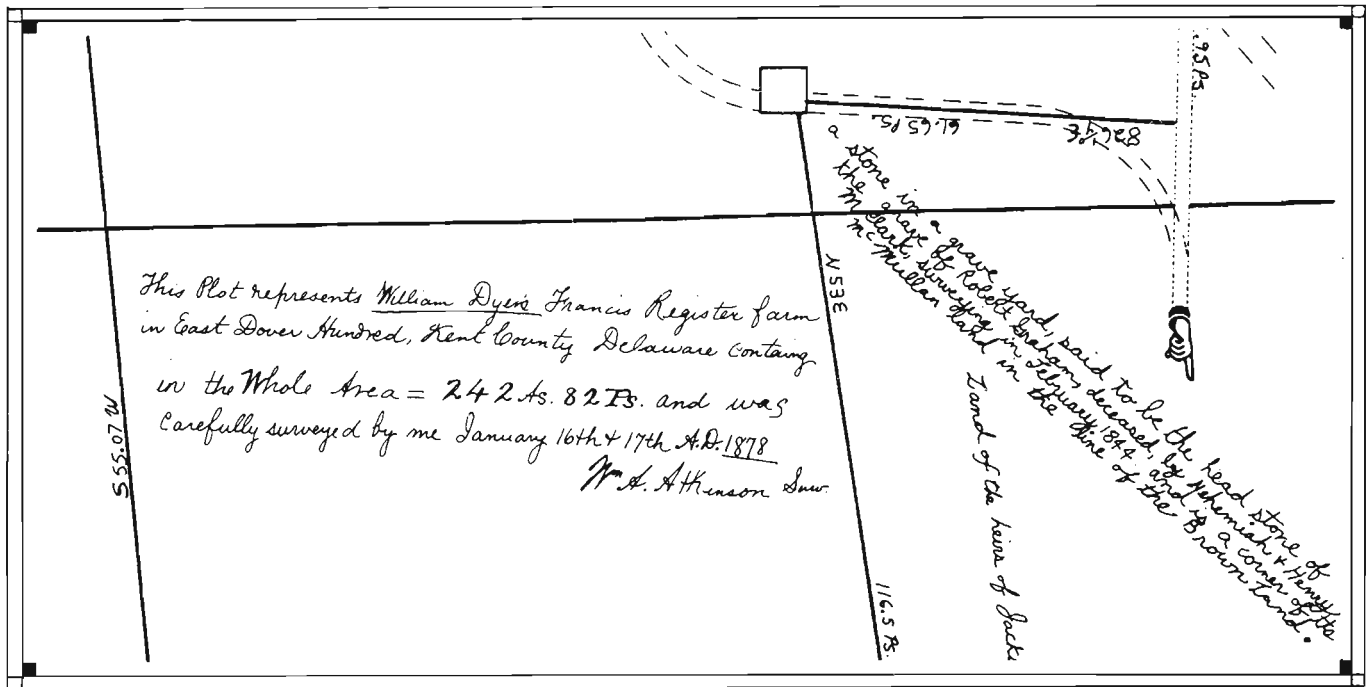 This Plot represents William Dyer's Francis Register farm
in East Dover Hundred, Kent County Delaware containg
in the Whole Area = 242 As. 82 Ps. and was
Carefully surveyed by me January 16th & 17th A.D. 1878
Wm A. Atkinson Surv.
S 55.07 W
N 53 E
116.5 Ps.
61.65 Ps.
.95 Ps.
a stone in a grave yard, said to be the head stone of
the grave of Robert Graham, deceased, by Nehemiah & Henry
M Clark, surveying in February 1844 and is a corner of its
McMullan land in the line of the Brown Land.
Land of the heirs of Jack